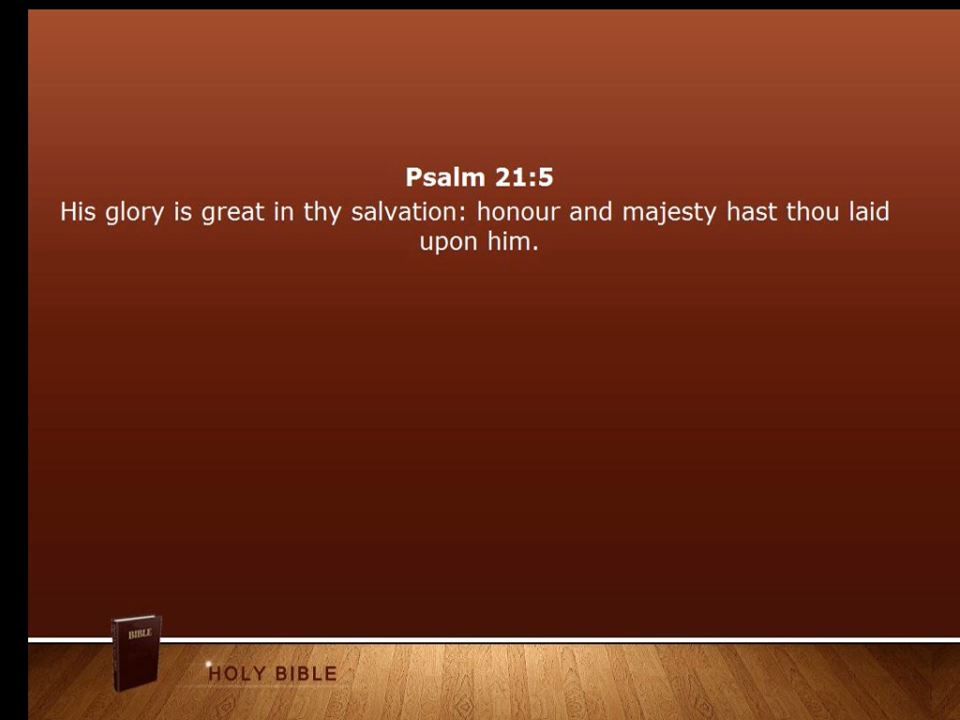 Psalm 21:5
His glory is great in thy salvation: honour and majesty hast thou laid
upon him.
BIBLE
HOLY BIBLE